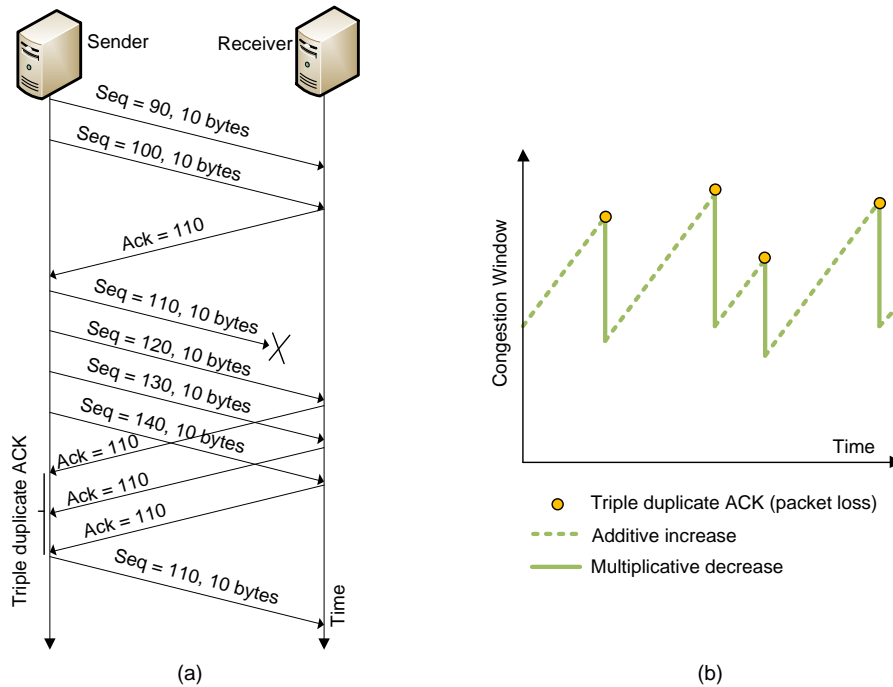 Sender
Receiver
Seq = 90, 10 bytes
Seq = 100, 10 bytes
Ack = 110
Seq = 110, 10 bytes
Seq = 120, 10 bytes
Seq = 130, 10 bytes
Seq = 140, 10 bytes
Ack = 110
Ack = 110
Ack = 110
Seq = 110, 10 bytes
Triple duplicate ACK
Time
(a)
Congestion Window
Time
Triple duplicate ACK (packet loss)
Additive increase
Multiplicative decrease
(b)